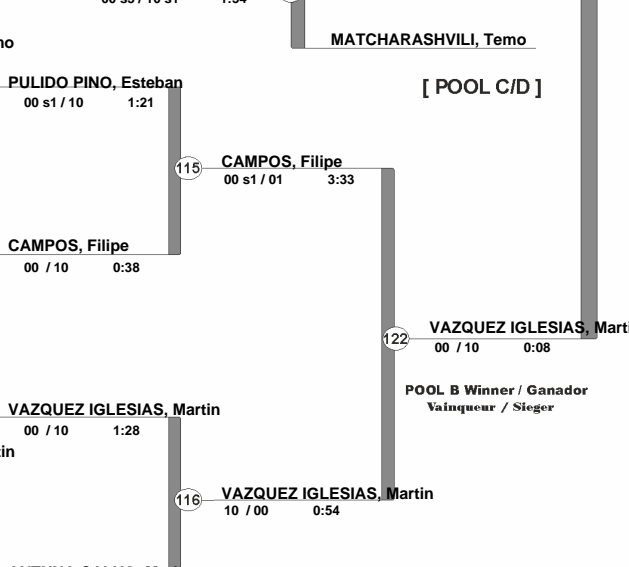 MATCHARASHVILI, Temo
[ POOL C/D ]
PULIDO PINO, Esteban
00 s1 / 10 1:21
115
CAMPOS, Filipe
00 s1 / 01 3:33
CAMPOS, Filipe
00 / 10 0:38
122
VAZQUEZ IGLESIAS, Marti
00 / 10 0:08
POOL B Winner / Ganador
Vainqueur / Sieger
VAZQUEZ IGLESIAS, Martin
00 / 10 1:28
116
VAZQUEZ IGLESIAS, Martin
10 / 00 0:54